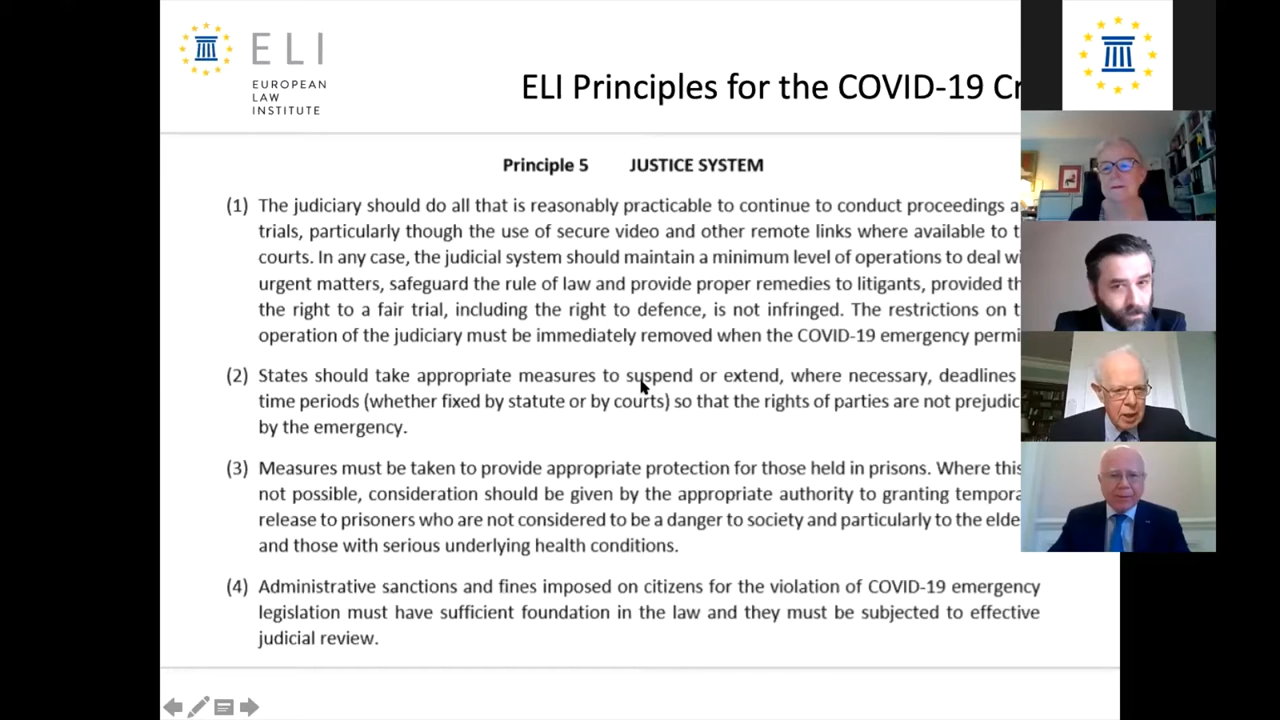 ELI
EUROPEAN
LAW
INSTITUTE
ELI Principles for the COVID-19
Principle 5 JUSTICE SYSTEM
(1) The judiciary should do all that is reasonably practicable to continue to conduct proceedings
trials, particularly though the use of secure video and other remote links where available to
courts. In any case, the judicial system should maintain a minimum level of operations to deal
urgent matters, safeguard the rule of law and provide proper remedies to litigants, provided
the right to a fair trial, including the right to defence, is not infringed. The restrictions on
operation of the judiciary must be immediately removed when the COVID-19 emergency
(2) States should take appropriate measures to suspend or extend, where necessary, deadlines
time periods (whether fixed by statute or by courts) so that the rights of parties are not
by the emergency.
(3) Measures must be taken to provide appropriate protection for those held in prisons. Where this
not possible, consideration should be given by the appropriate authority to granting
release to prisoners who are not considered to be a danger to society and particularly to the
and those with serious underlying health conditions.
(4) Administrative sanctions and fines imposed on citizens for the violation of COVID-19 emergency
legislation must have sufficient foundation in the law and they must be subjected to effective
judicial review.